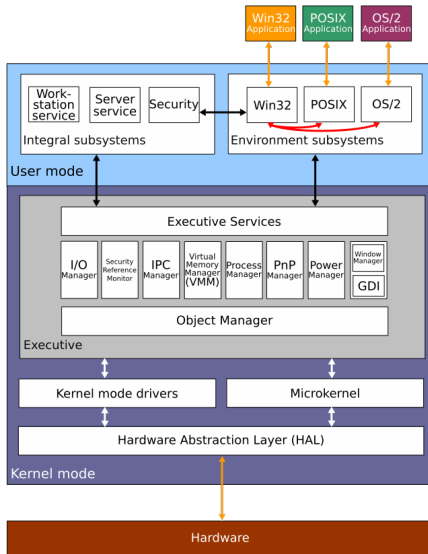 Win32
Application
POSIX
Application
OS/2
Application
Work-
station
service
Server
service
Security
Integral subsystems
Win32
POSIX
OS/2
Environment subsystems
User mode
Executive Services
I/O
Manager
Security
Reference
Monitor
IPC
Manager
Virtual
Memory
Manager
(VMM)
Process
Manager
PnP
Manager
Power
Manager
Window
Manager
GDI
Object Manager
Executive
Kernel mode drivers
Microkernel
Hardware Abstraction Layer (HAL)
Kernel mode
Hardware